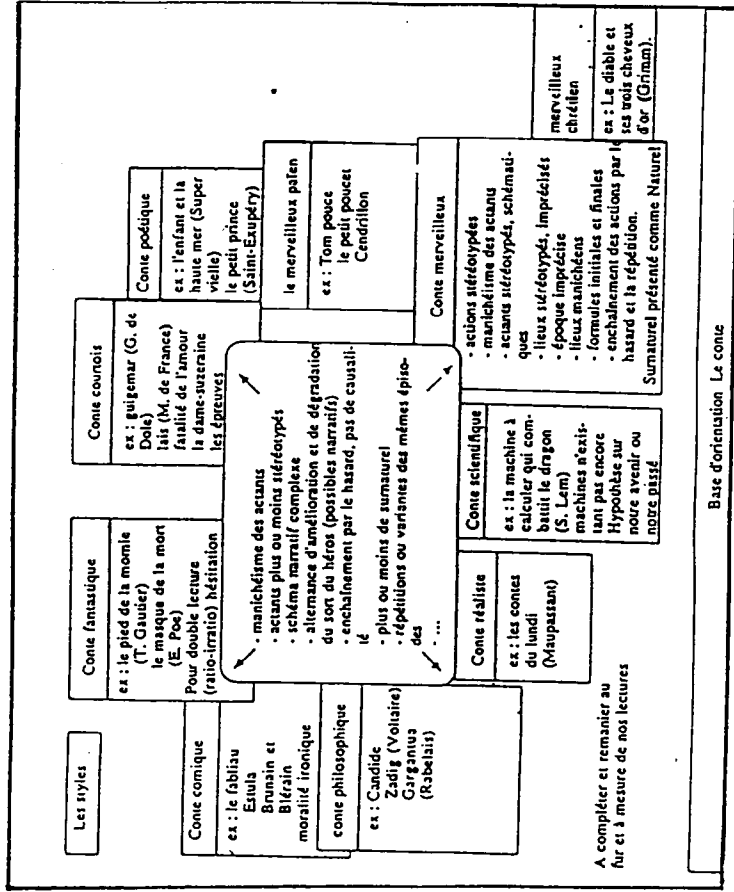 Les styles
Conte fantastique
ex : le pied de la momie
(T. Gautier)
le masque de la mort
(E. Poe)
Pour double lecture
(ratio-irratio) hésitation
Conte courtois
ex : guigemar (G. de
Dole)
lais (M. de France)
fatalité de l'amour
la dame-suzeraine
les épreuves
Conte poétique
ex : l'enfant et la
haute mer (Super
vielle)
le petit prince
(Saint-Exupéry)
Conte comique
ex : le fabliau
Estula
Brunain et
Blérain
moralité ironique
- manichéisme des actants
- actants plus ou moins stéréotypés
- schéma narratif complexe
- alternance d'amélioration et de dégradation
du sort du héros (possibles narratifs)
- enchaînement par le hasard, pas de causali-
té
- plus ou moins de surnaturel
- répétitions ou variantes des mêmes épiso-
des
- ...
le merveilleux païen
ex : Tom pouce
le petit poucet
Cendrillon
conte philosophique
ex : Candide
Zadig (Voltaire)
Gargantua
(Rabelais)
Conte réaliste
ex : les contes
du lundi
(Maupassant)
Conte scientifique
ex : la machine à
calculer qui com-
battit le dragon
(S. Lem)
machines n'exis-
tant pas encore
Hypothèse sur
notre avenir ou
notre passé
Conte merveilleux
- actions stéréotypées
- manichéisme des actants
- actants stéréotypés, schémati-
ques
- lieux stéréotypés, imprécisés
- époque imprécise
- lieux manichéens
- formules initiales et finales
- enchaînement des actions par le
hasard et la répétition.
Surnaturel présenté comme Naturel
merveilleux
chrétien
ex : Le diable et
ses trois cheveux
d'or (Grimm).
A compléter et remanier au
fur et à mesure de nos lectures
Base d'orientation Le conte